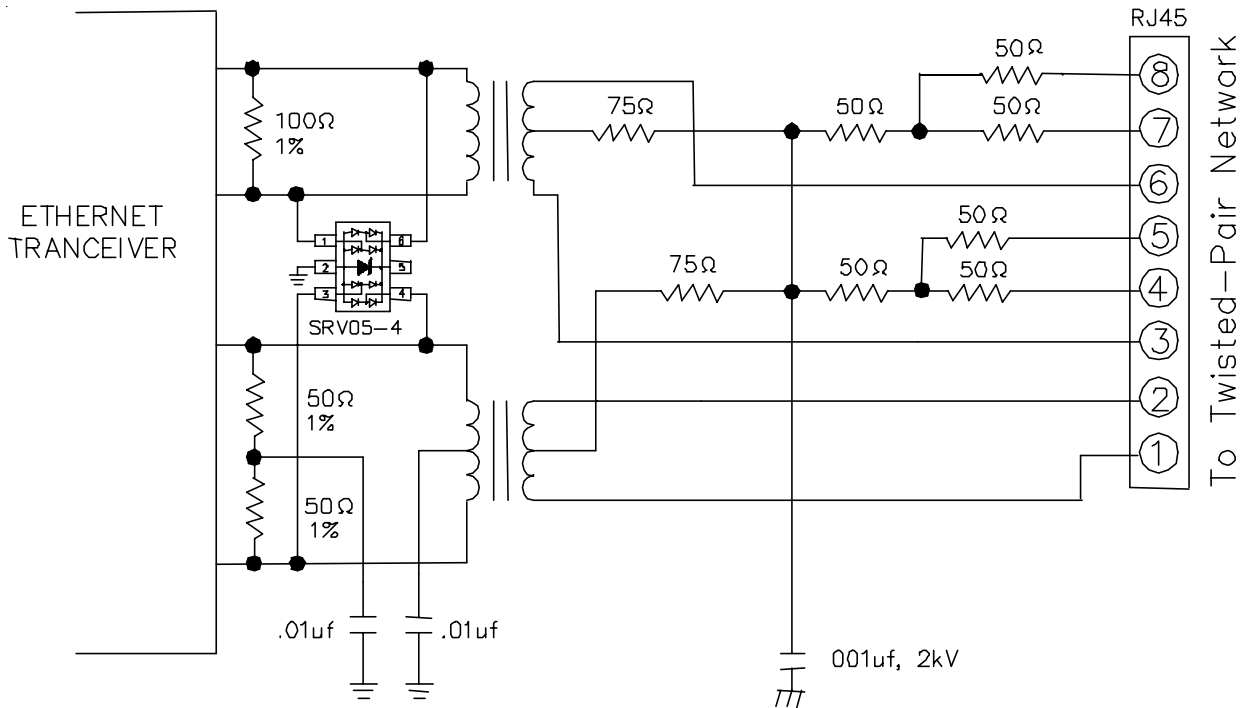 RJ45
50Ω
8
75Ω
50Ω
50Ω
7
100Ω
1%
6
ETHERNET
TRANCEIVER
50Ω
5
1
6
2
5
3
4
SRV05-4
75Ω
50Ω
50Ω
4
3
50Ω
1%
2
1
50Ω
1%
.01uf
.01uf
001uf, 2kV
To Twisted-Pair Network